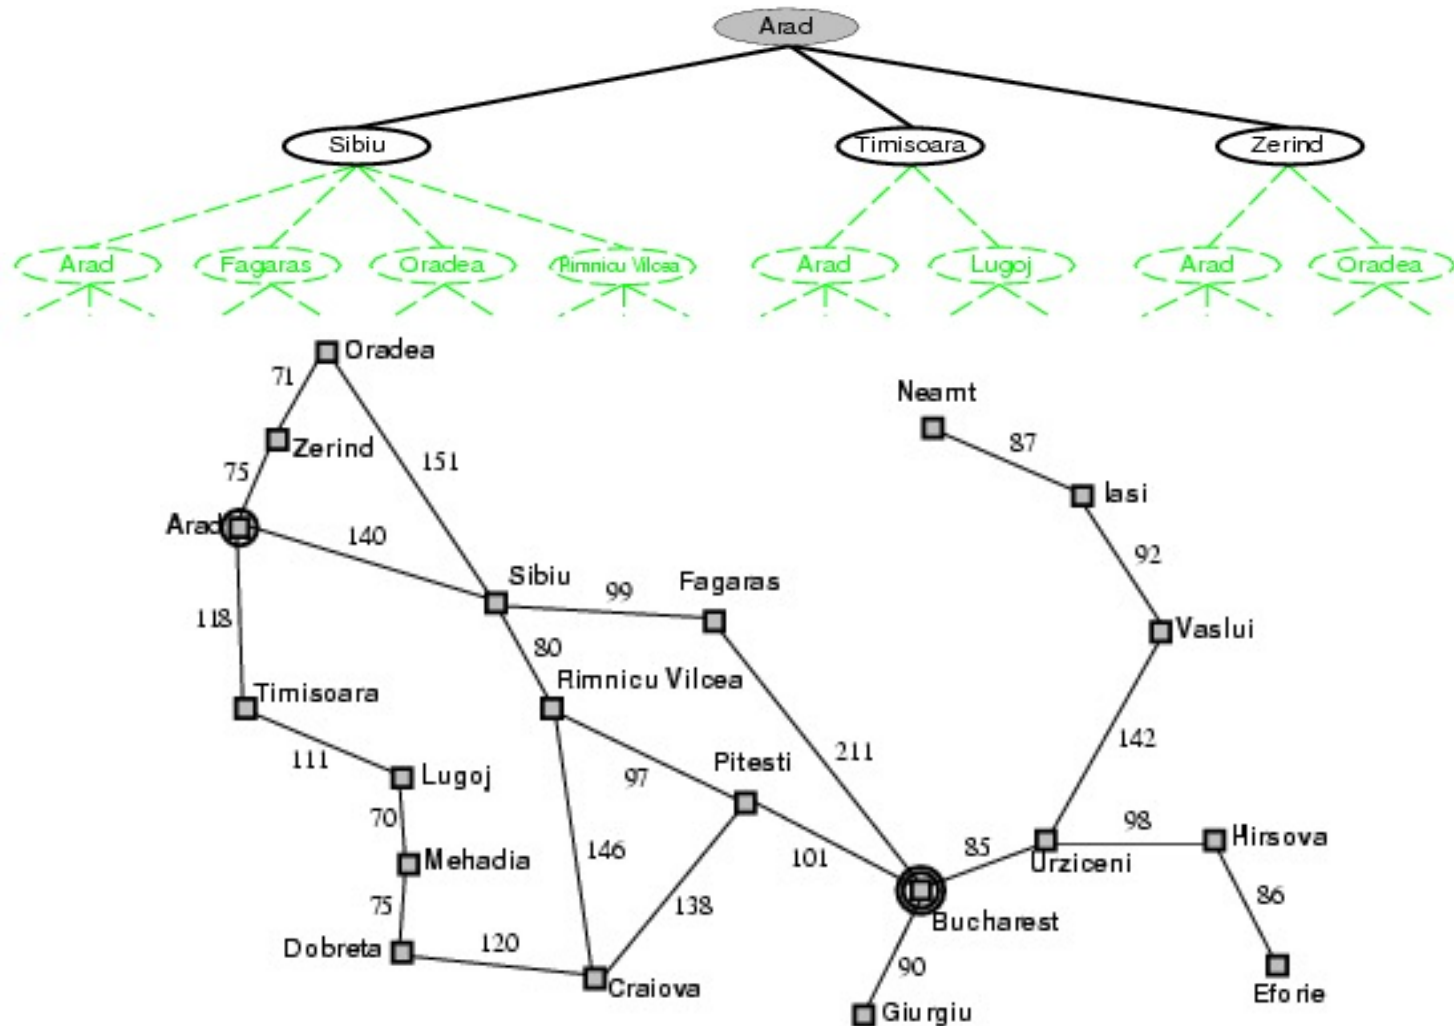 Arad
Sibiu Timisoara Zerind
Arad Fagaras Oradea Rimnicu Vilcea Arad Lugoj Arad Oradea
Oradea
71
Neamt
87
Zerind
151
75
Iasi
Arad
140
92
Sibiu
Fagaras
99
118
Vaslui
80
Timisoara
Rimnicu Vilcea
142
211
111
Pitesti
Lugoj
97
70
98
Hirsova
146
101
85
Urziceni
Mehadia
86
75
138
Bucharest
Dobreta
120
90
Craiova
Eforie
Giurgiu